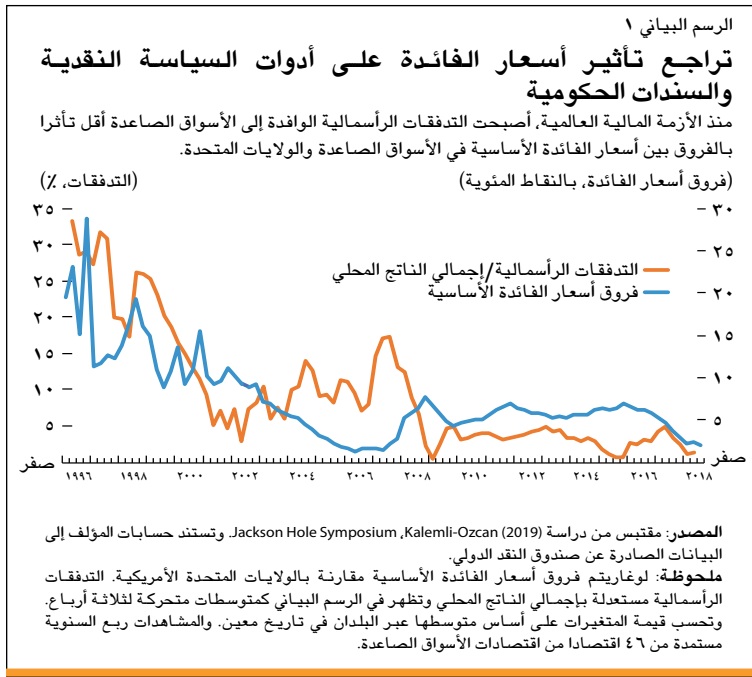 الرسم البياني ١
تراجع تأثير أسعار الفائدة على أدوات السياسة النقدية
والسندات الحكومية
منذ الأزمة المالية العالمية، أصبحت التدفقات الرأسمالية الوافدة إلى الأسواق الصاعدة أقل تأثرا
بالفروق بين أسعار الفائدة الأساسية في الأسواق الصاعدة والولايات المتحدة.
(فروق أسعار الفائدة، بالنقاط المئوية)
(التدفقات، ٪)
٣٠
٢٥
٢٠
١٥
١٠
٥
صفر
٣٥
٣٠
٢٥
٢٠
١٥
١٠
٥
صفر
التدفقات الرأسمالية/إجمالي الناتج المحلي
فروق أسعار الفائدة الأساسية
١٩٩٦ ١٩٩٨ ٢٠٠٠ ٢٠٠٢ ٢٠٠٤ ٢٠٠٦ ٢٠٠٨ ٢٠١٠ ٢٠١٢ ٢٠١٤ ٢٠١٦ ٢٠١٨
المصدر: مقتبس من دراسة Jackson Hole Symposium ،Kalemli-Ozcan (2019). وتستند حسابات المؤلف إلى
البيانات الصادرة عن صندوق النقد الدولي.
ملحوظة: لوغاريتم فروق أسعار الفائدة الأساسية مقارنة بالولايات المتحدة الأمريكية. التدفقات
الرأسمالية مستعدلة بإجمالي الناتج المحلي وتظهر في الرسم البياني كمتوسطات متحركة لثلاثة أرباع.
وتحسب قيمة المتغيرات على أساس متوسطها عبر البلدان في تاريخ معين. والمشاهدات ربع السنوية
مستمدة من ٤٦ اقتصادا من اقتصادات الأسواق الصاعدة.